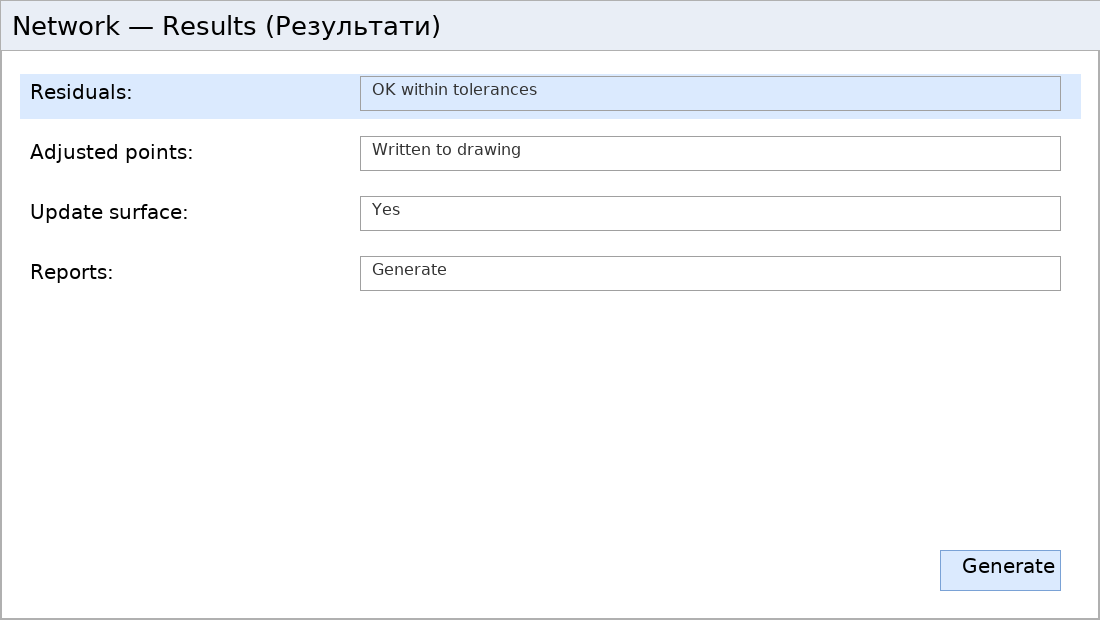 Network — Results (Результати)
Residuals: OK within tolerances
Adjusted points: Written to drawing
Update surface: Yes
Reports: Generate
Generate